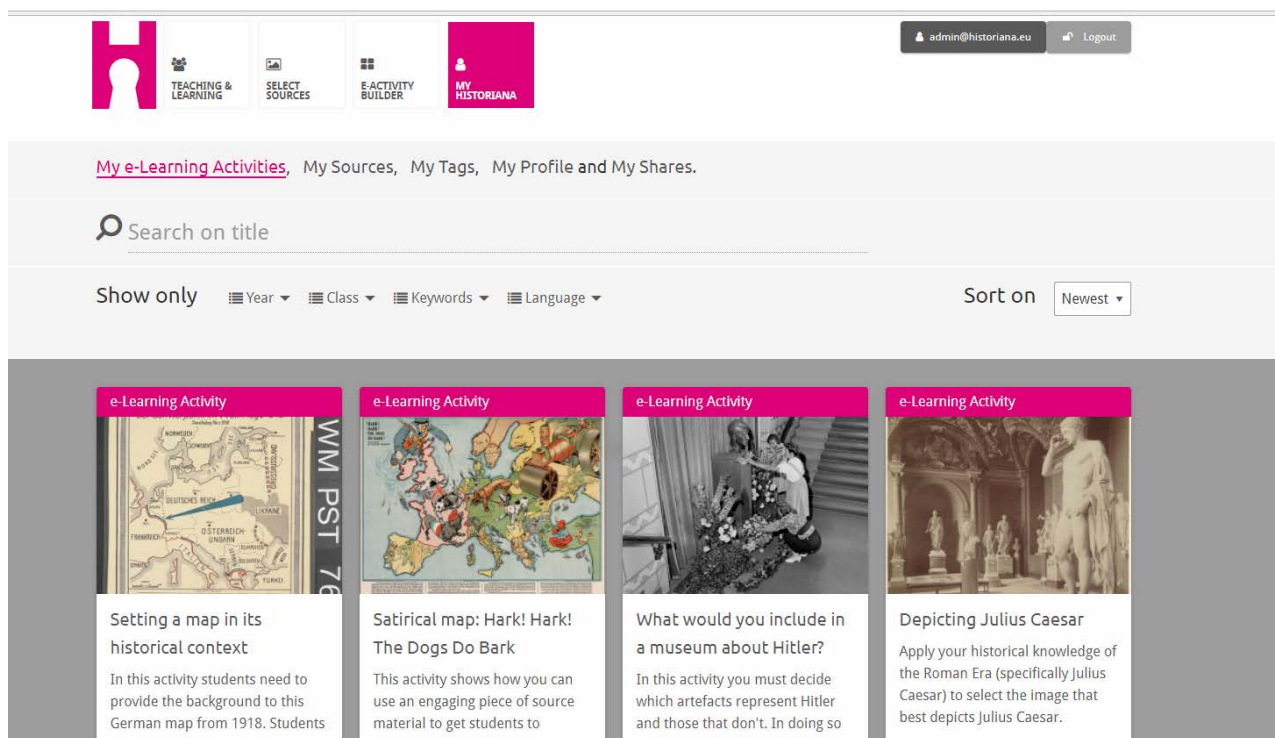 admin@historiana.eu Logout
TEACHING &
LEARNING
SELECT
SOURCES
E-ACTIVITY
BUILDER
MY
HISTORIANA
My e-Learning Activities, My Sources, My Tags, My Profile and My Shares.
Search on title
Show only Year Class Keywords Language Sort on Newest
e-Learning Activity
NORWEGEN
DEUTSCHES REICH
UKRAINE
FRANKREICH
ÖSTERREICH-
UNGARN
TÜRKEI
WM PST 76
Setting a map in its
historical context
In this activity students need to
provide the background to this
German map from 1918. Students
e-Learning Activity
Satirical map: Hark! Hark!
The Dogs Do Bark
This activity shows how you can
use an engaging piece of source
material to get students to
e-Learning Activity
What would you include in
a museum about Hitler?
In this activity you must decide
which artefacts represent Hitler
and those that don't. In doing so
e-Learning Activity
Depicting Julius Caesar
Apply your historical knowledge of
the Roman Era (specifically Julius
Caesar) to select the image that
best depicts Julius Caesar.